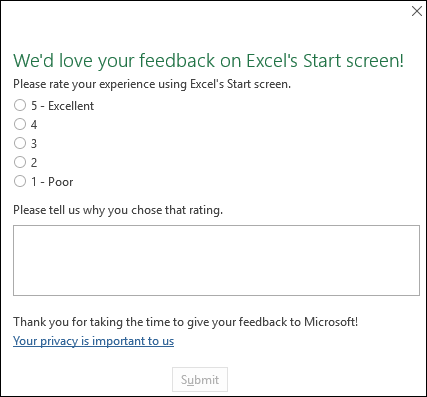 We'd love your feedback on Excel's Start screen!
Please rate your experience using Excel's Start screen.
5 - Excellent
4
3
2
1 - Poor
Please tell us why you chose that rating.
Thank you for taking the time to give your feedback to Microsoft!
Your privacy is important to us
Submit